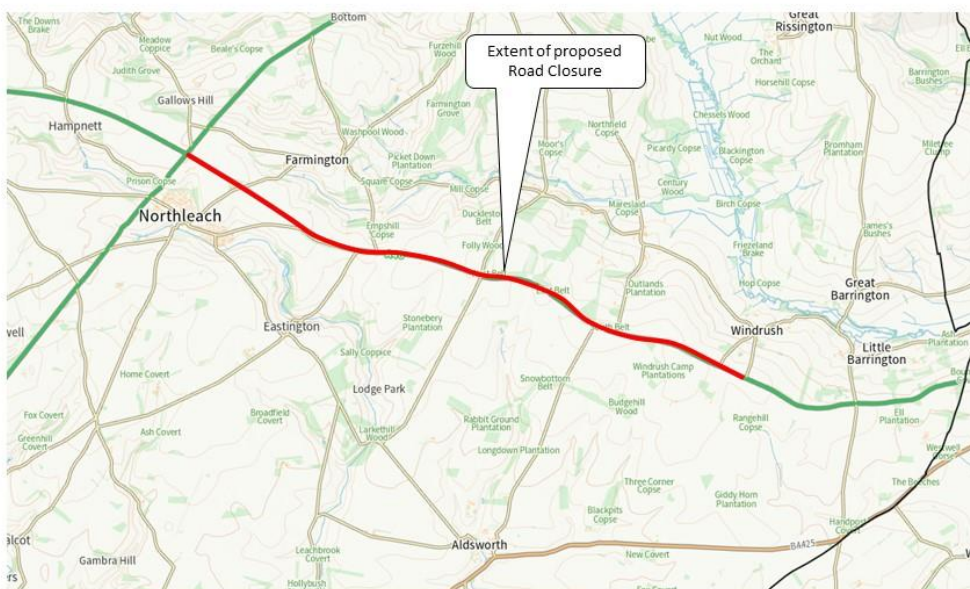 The Downs
Brake
Bottom
Great
Rissington
Meadow
Coppice
Beale's Copse
Furzehill
Wood
Extent of proposed
Road Closure
Nut Wood
The
Orchard
Judith Grove
Horsehill Copse
Barrington
Bushes
Gallows Hill
Farmington
Grove
Chessels Wood
Hampnett
Washpool Wood
Northfield
Copse
Bromham
Plantation
Farmington
Picket Down
Plantation
Moor's
Copse
Picardy Copse
Blackington
Copse
Prison Copse
Square Copse
Mill Copse
Century
Wood
Birch Copse
Northleach
Empshill
Copse
Ducklestone
Belt
Mareslaid
Copse
James's
Bushes
Folly Wood
Friezeland
Brake
Hop Copse
Outlands
Plantation
Great
Barrington
Stonebery
Plantation
Eastington
Windrush
Little
Barrington
Sally Coppice
Windrush Camp
Plantations
Home Covert
Lodge Park
Snowbottom
Belt
Budgehill
Wood
Fox Covert
Broadfield
Covert
Rabbit Ground
Plantation
Rangehill
Copse
Ell
Plantation
Greenhill
Covert
Ash Covert
Larkethill
Wood
Longdown Plantation
Westwell
Three Corner
Copse
Giddy Horn
Plantation
The Beeches
Blackpits
Copse
Handpost
Covert
Aldsworth
B4425
Leachbrook
Covert
New Covert
Gambra Hill
Hollybush